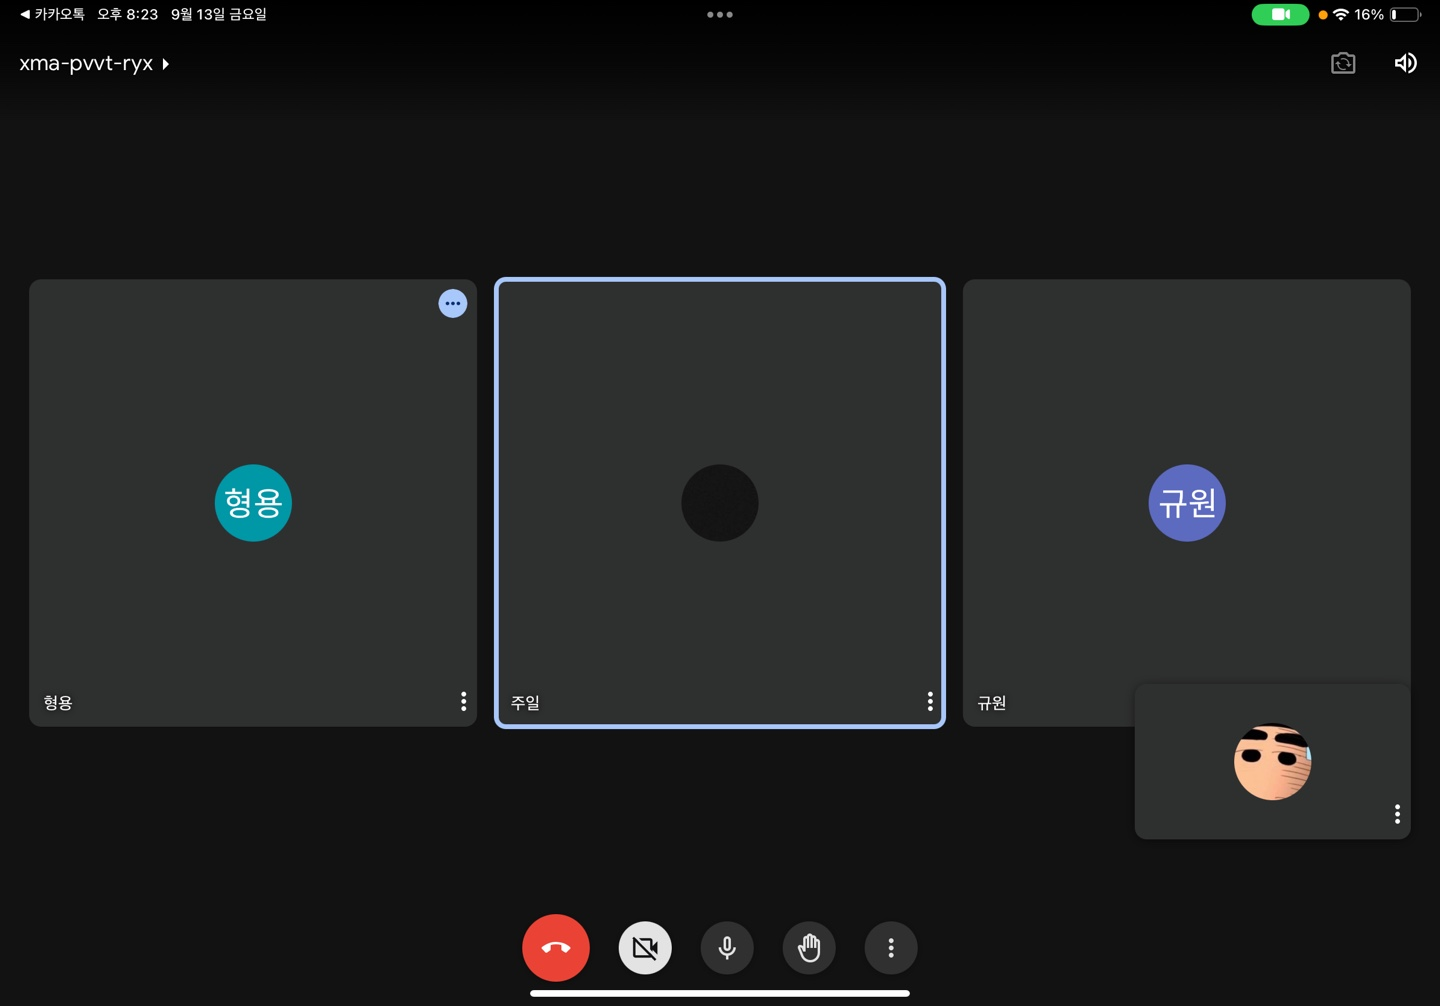 ◀ 카카오톡 오후 8:23 9월 13일 금요일
16%
xma-pvvt-ryx
형용
규원
형용
주일
규원